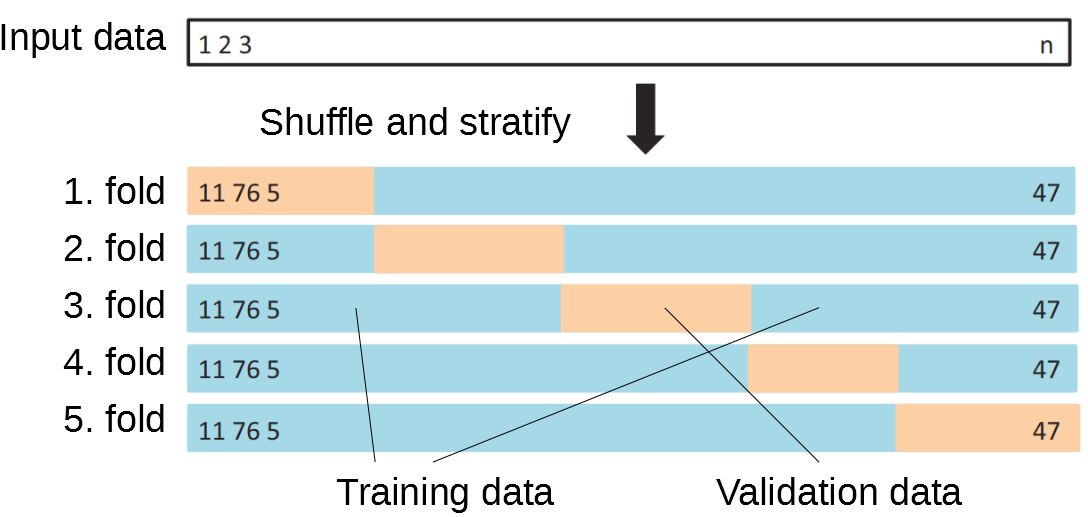 Input data
1 2 3 n
Shuffle and stratify
1. fold 11 76 5 47
2. fold 11 76 5 47
3. fold 11 76 5 47
4. fold 11 76 5 47
5. fold 11 76 5 47
Training data
Validation data